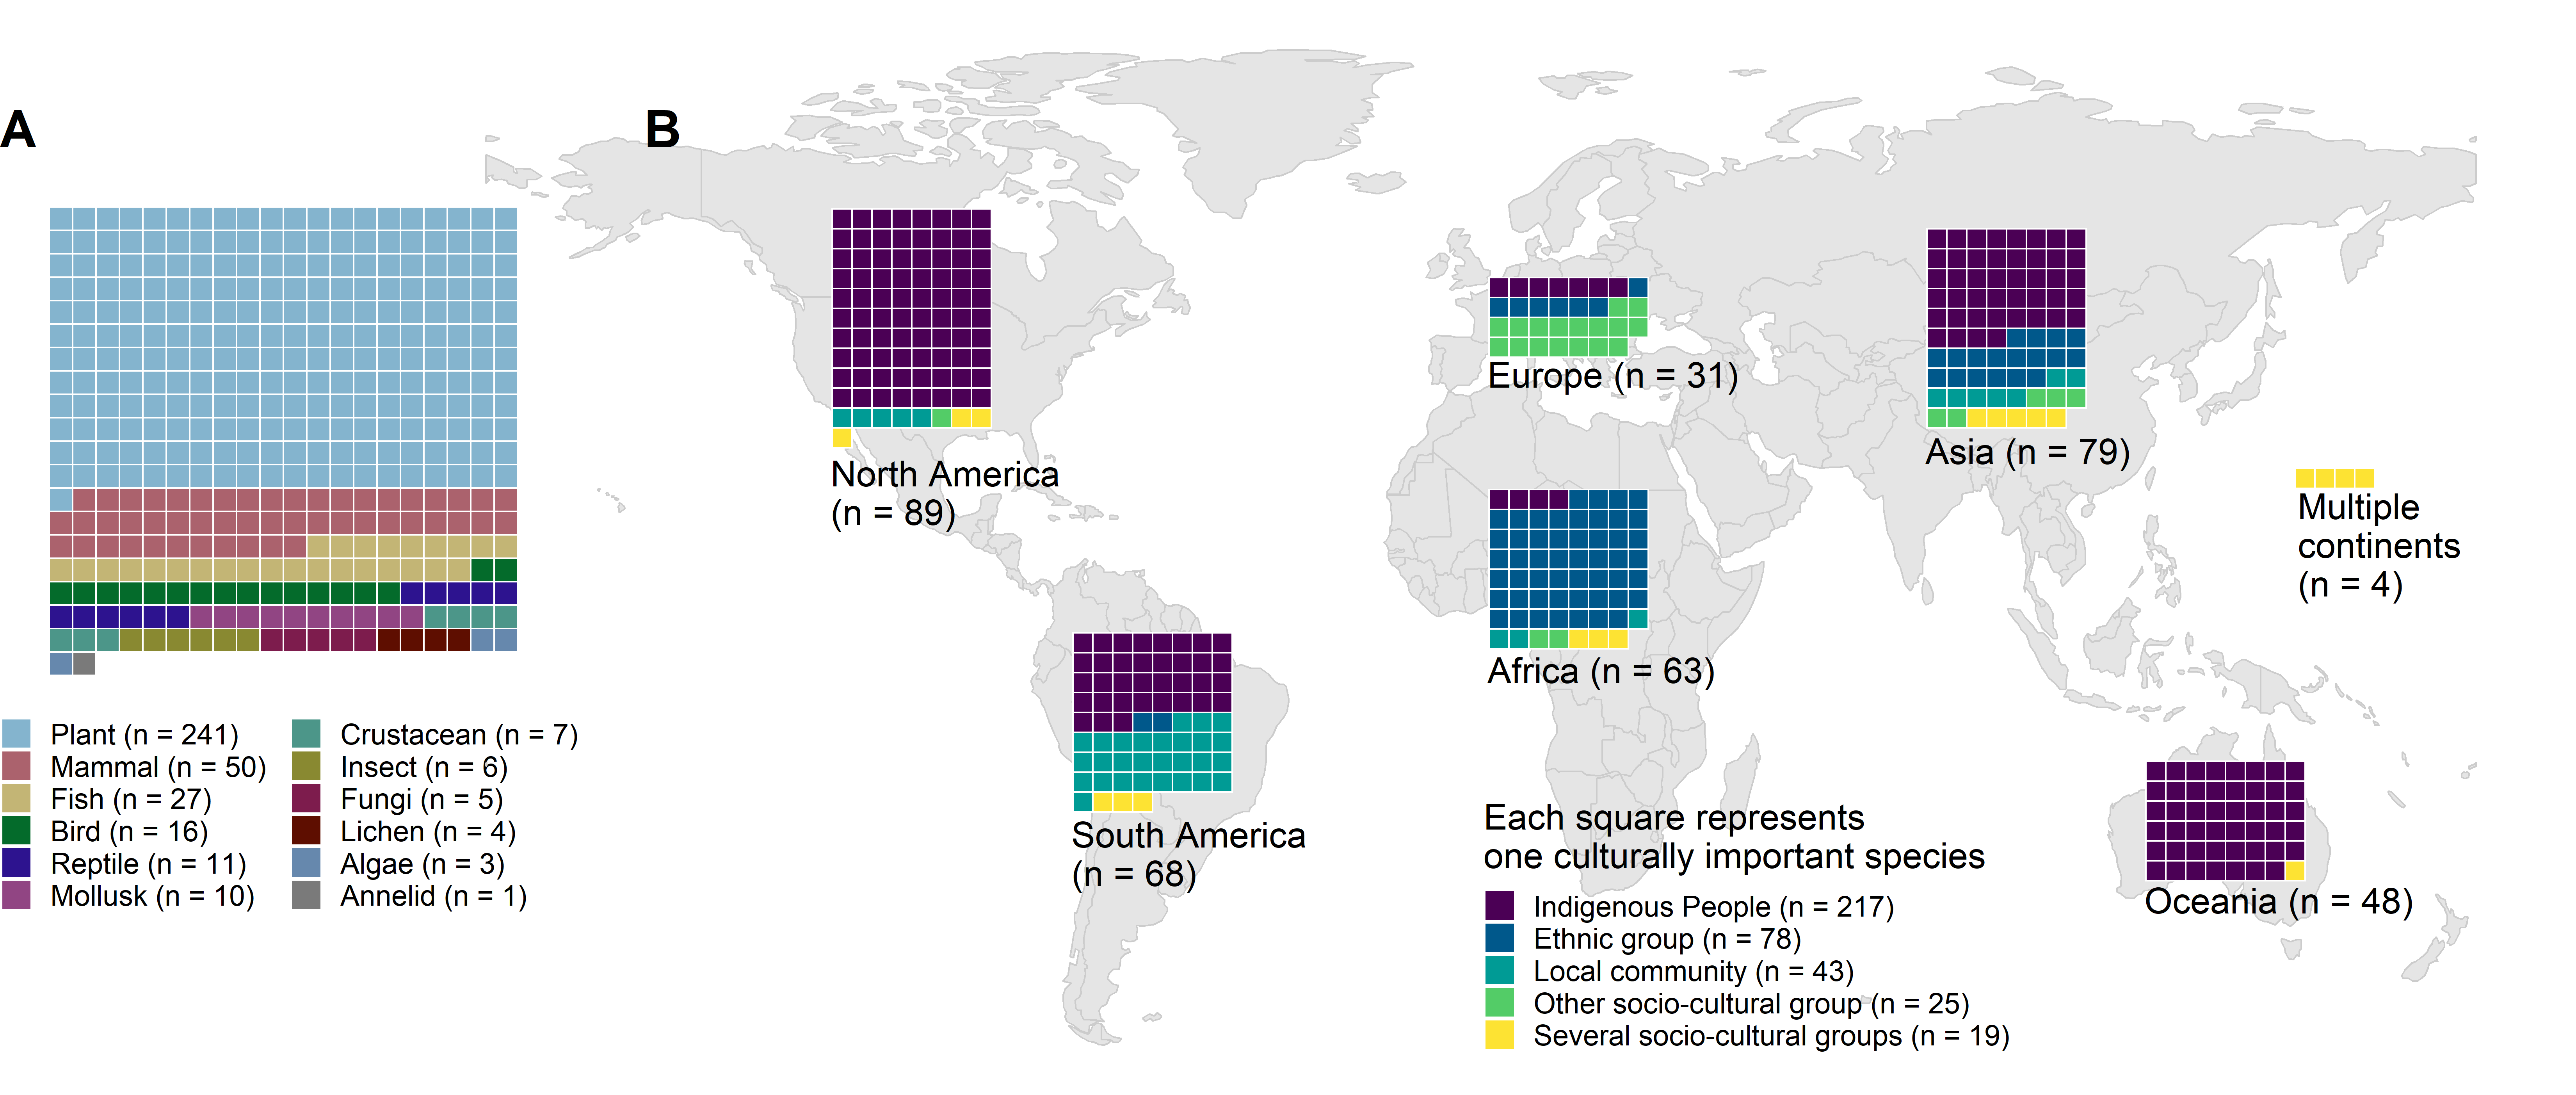 A
B
North America
(n = 89)
Europe (n = 31)
Asia (n = 79)
Multiple
continents
(n = 4)
Africa (n = 63)
South America
(n = 68)
Oceania (n = 48)
Plant (n = 241)
Mammal (n = 50)
Fish (n = 27)
Bird (n = 16)
Reptile (n = 11)
Mollusk (n = 10)
Crustacean (n = 7)
Insect (n = 6)
Fungi (n = 5)
Lichen (n = 4)
Algae (n = 3)
Annelid (n = 1)
Each square represents
one culturally important species
Indigenous People (n = 217)
Ethnic group (n = 78)
Local community (n = 43)
Other socio-cultural group (n = 25)
Several socio-cultural groups (n = 19)